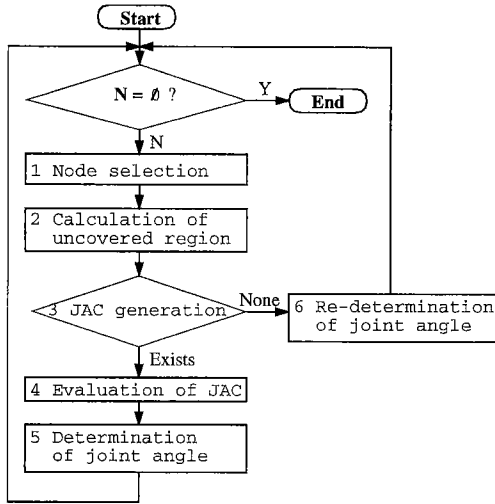 Start
N = ∅ ?
Y
End
N
1 Node selection
2 Calculation of
uncovered region
3 JAC generation
None
6 Re-determination
of joint angle
Exists
4 Evaluation of JAC
5 Determination
of joint angle